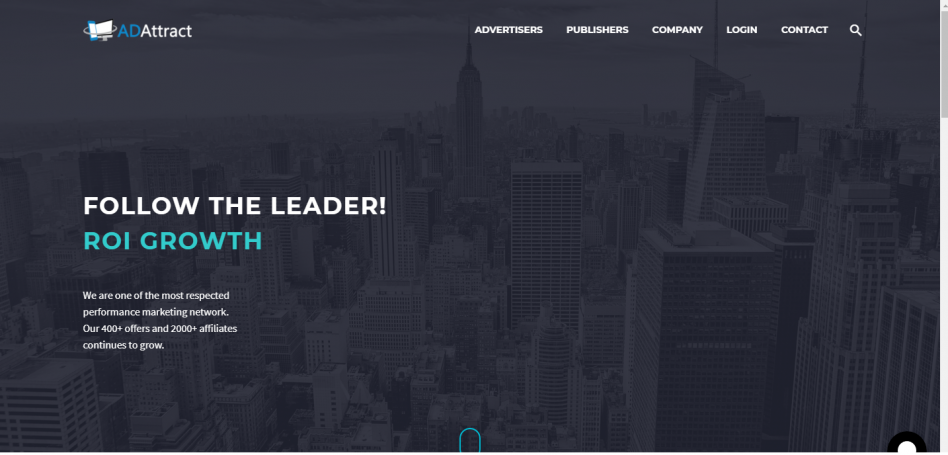 ADAttract
ADVERTISERS PUBLISHERS COMPANY LOGIN CONTACT
FOLLOW THE LEADER!
ROI GROWTH
We are one of the most respected
performance marketing network.
Our 400+ offers and 2000+ affiliates
continues to grow.